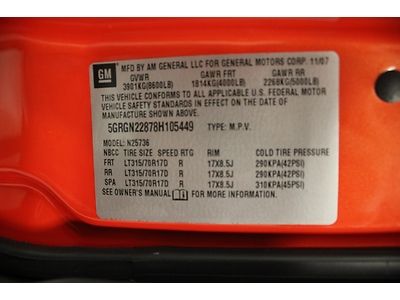 GM
MFD BY AM GENERAL LLC FOR GENERAL MOTORS CORP. 11/07
GVWR GAWR FRT GAWR RR
3901KG(8600LB) 1814KG(4000LB) 2268KG(5000LB)
THIS VEHICLE CONFORMS TO ALL APPLICABLE U.S. FEDERAL MOTOR
VEHICLE SAFETY STANDARDS IN EFFECT ON THE DATE OF
MANUFACTURE SHOWN ABOVE.
5GRGN22878H105449 TYPE: M.P.V.
MODEL: N25736
NBCC TIRE SIZE SPEED RTG RIM COLD TIRE PRESSURE
FRT LT315/70R17D R 17X8.5J 290KPA(42PSI)
RR LT315/70R17D R 17X8.5J 290KPA(42PSI)
SPA LT315/70R17D R 17X8.5J 310KPA(45PSI)
SEE OWNER'S MANUAL FOR MORE INFORMATION.